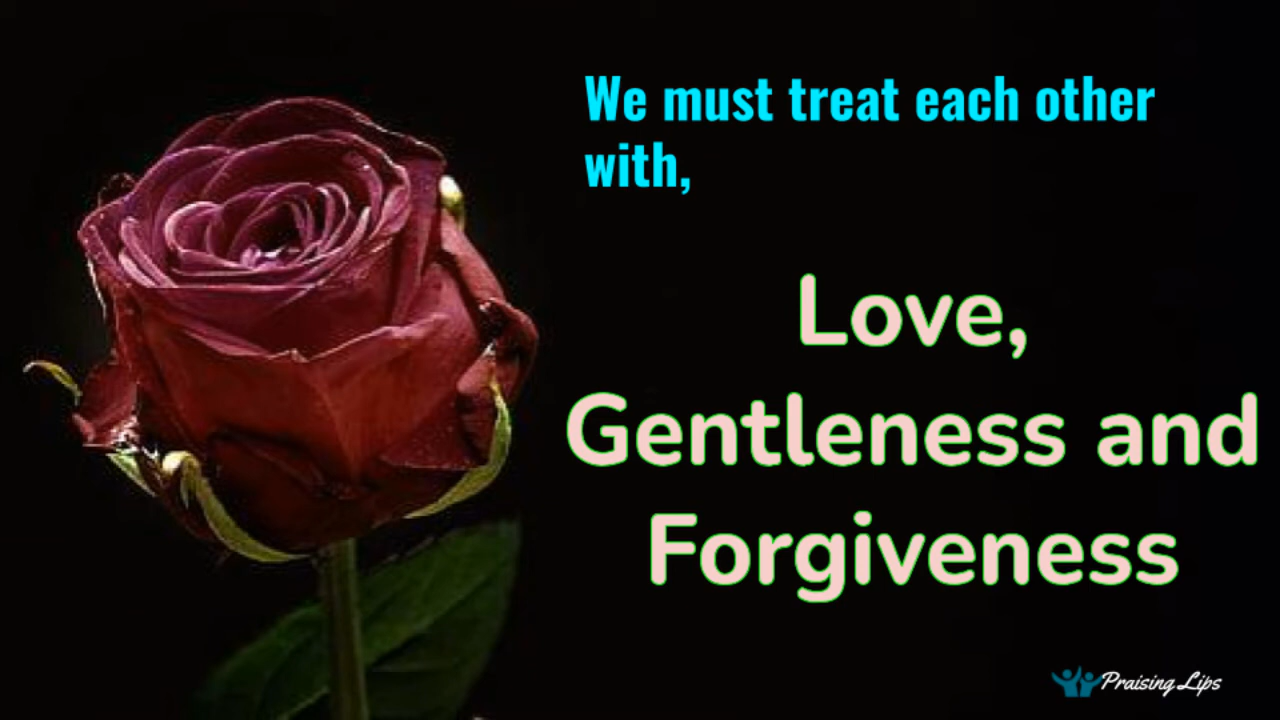 We must treat each other
with,
Love,
Gentleness and
Forgiveness
Praising Lips